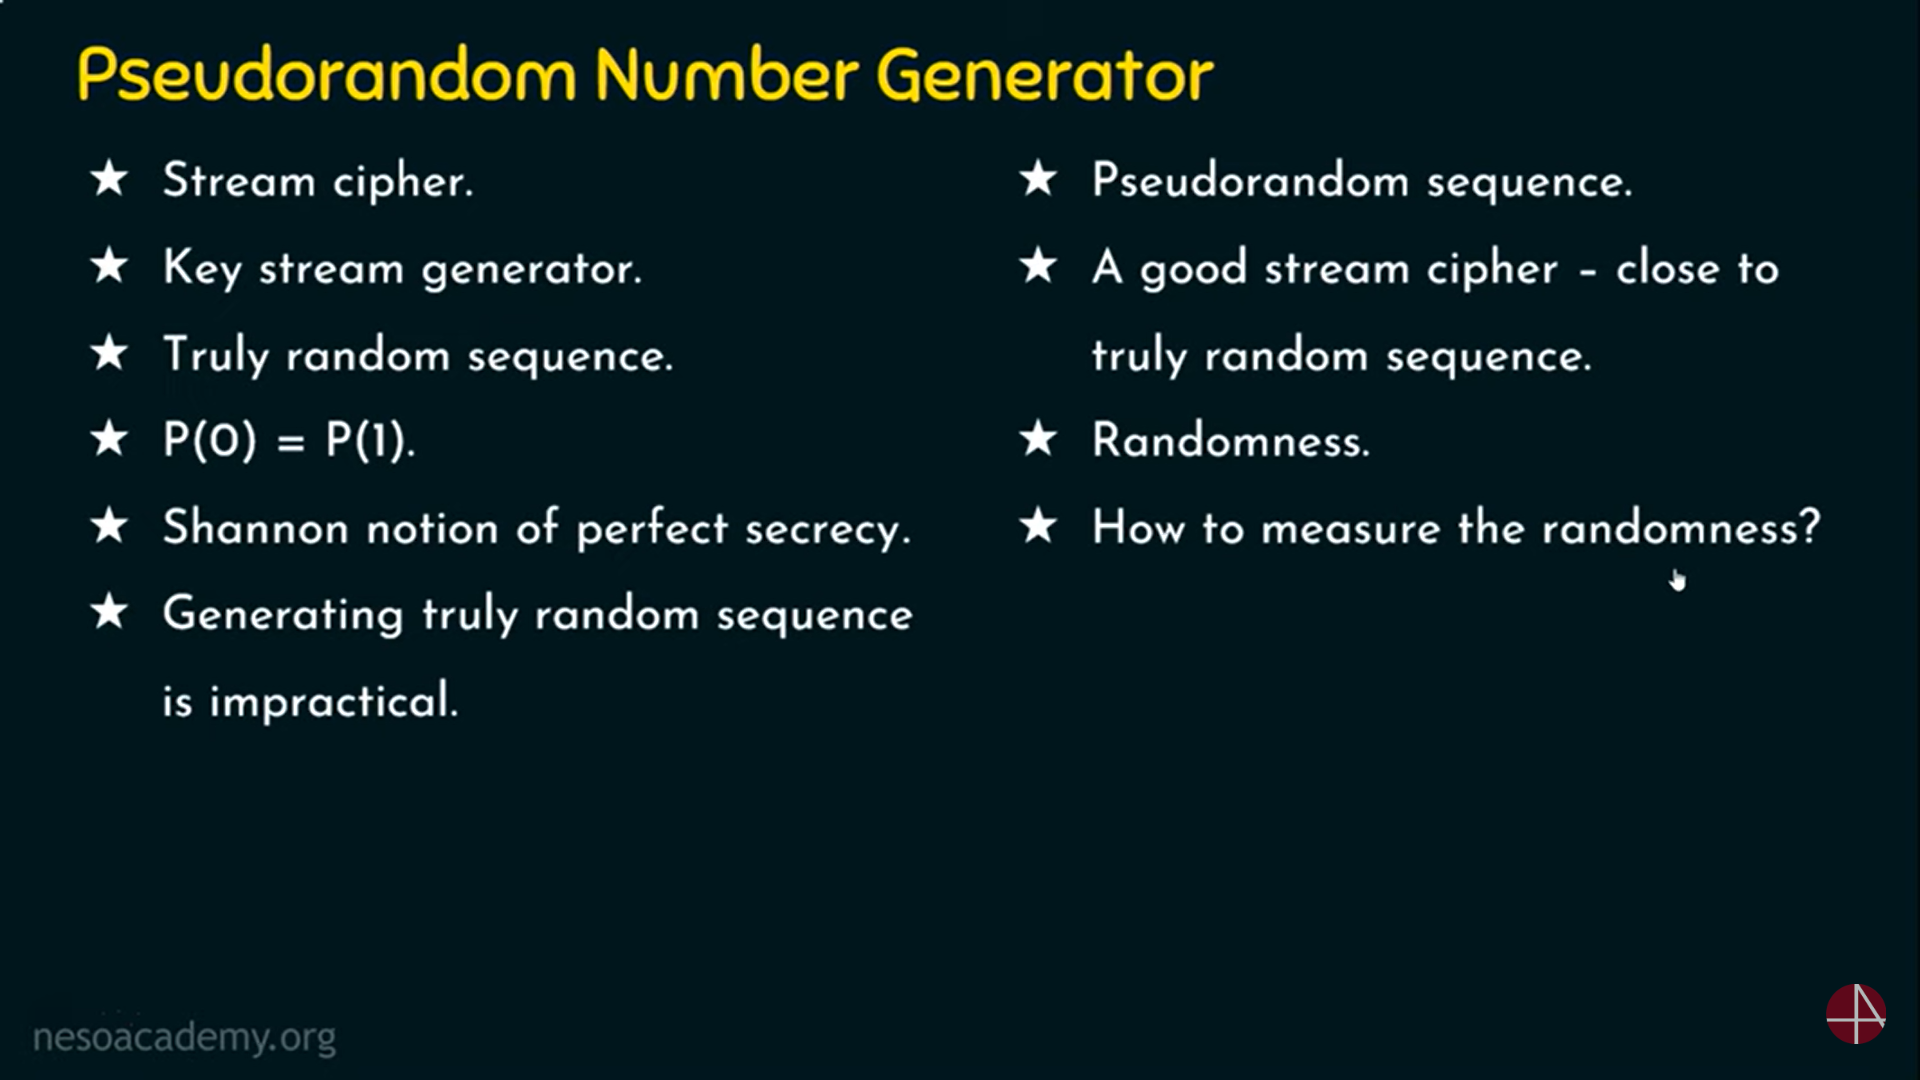 Pseudorandom Number Generator
★ Stream cipher.
★ Key stream generator.
★ Truly random sequence.
★ P(0) = P(1).
★ Shannon notion of perfect secrecy.
★ Generating truly random sequence
is impractical.
★ Pseudorandom sequence.
★ A good stream cipher – close to
truly random sequence.
★ Randomness.
★ How to measure the randomness?
nesoacademy.org